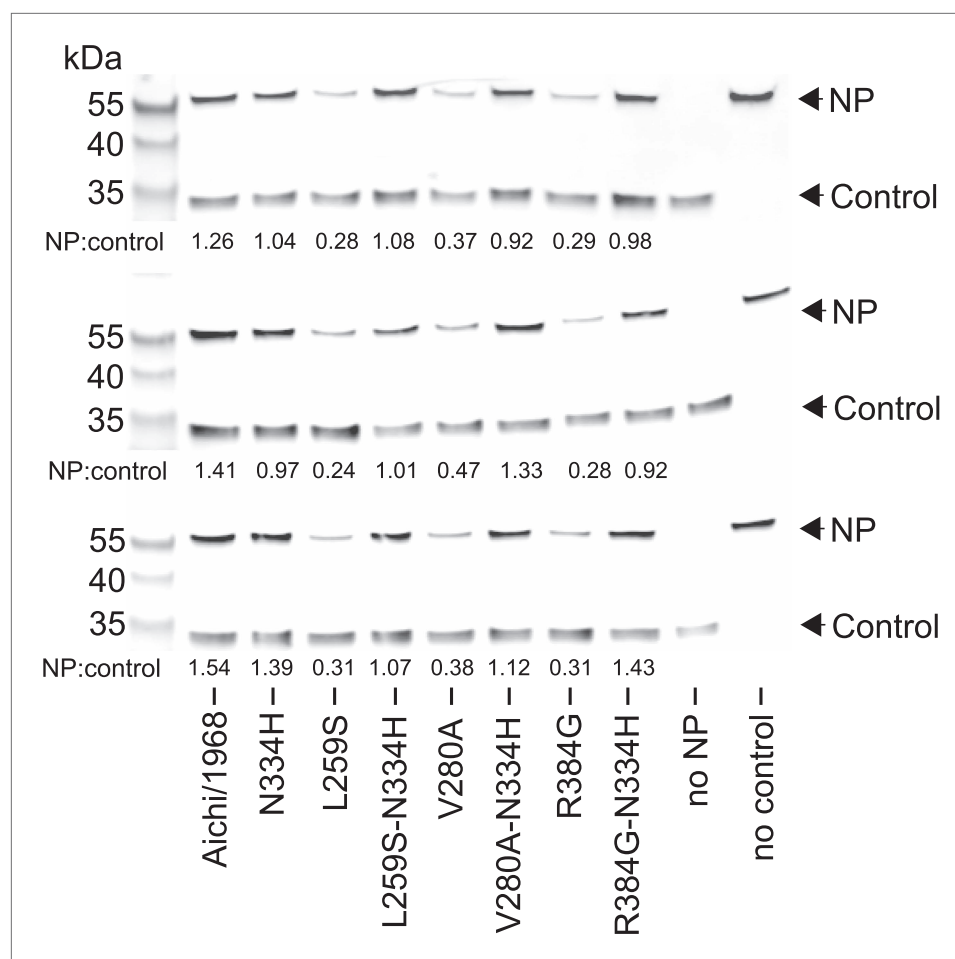 kDa
55
NP
40
35
Control
NP:control 1.26 1.04 0.28 1.08 0.37 0.92 0.29 0.98
NP
55
40
35
Control
NP:control 1.41 0.97 0.24 1.01 0.47 1.33 0.28 0.92
NP
55
40
35
Control
NP:control 1.54 1.39 0.31 1.07 0.38 1.12 0.31 1.43
Aichi/1968
N334H
L259S
L259S-N334H
V280A
V280A-N334H
R384G
R384G-N334H
no NP
no control